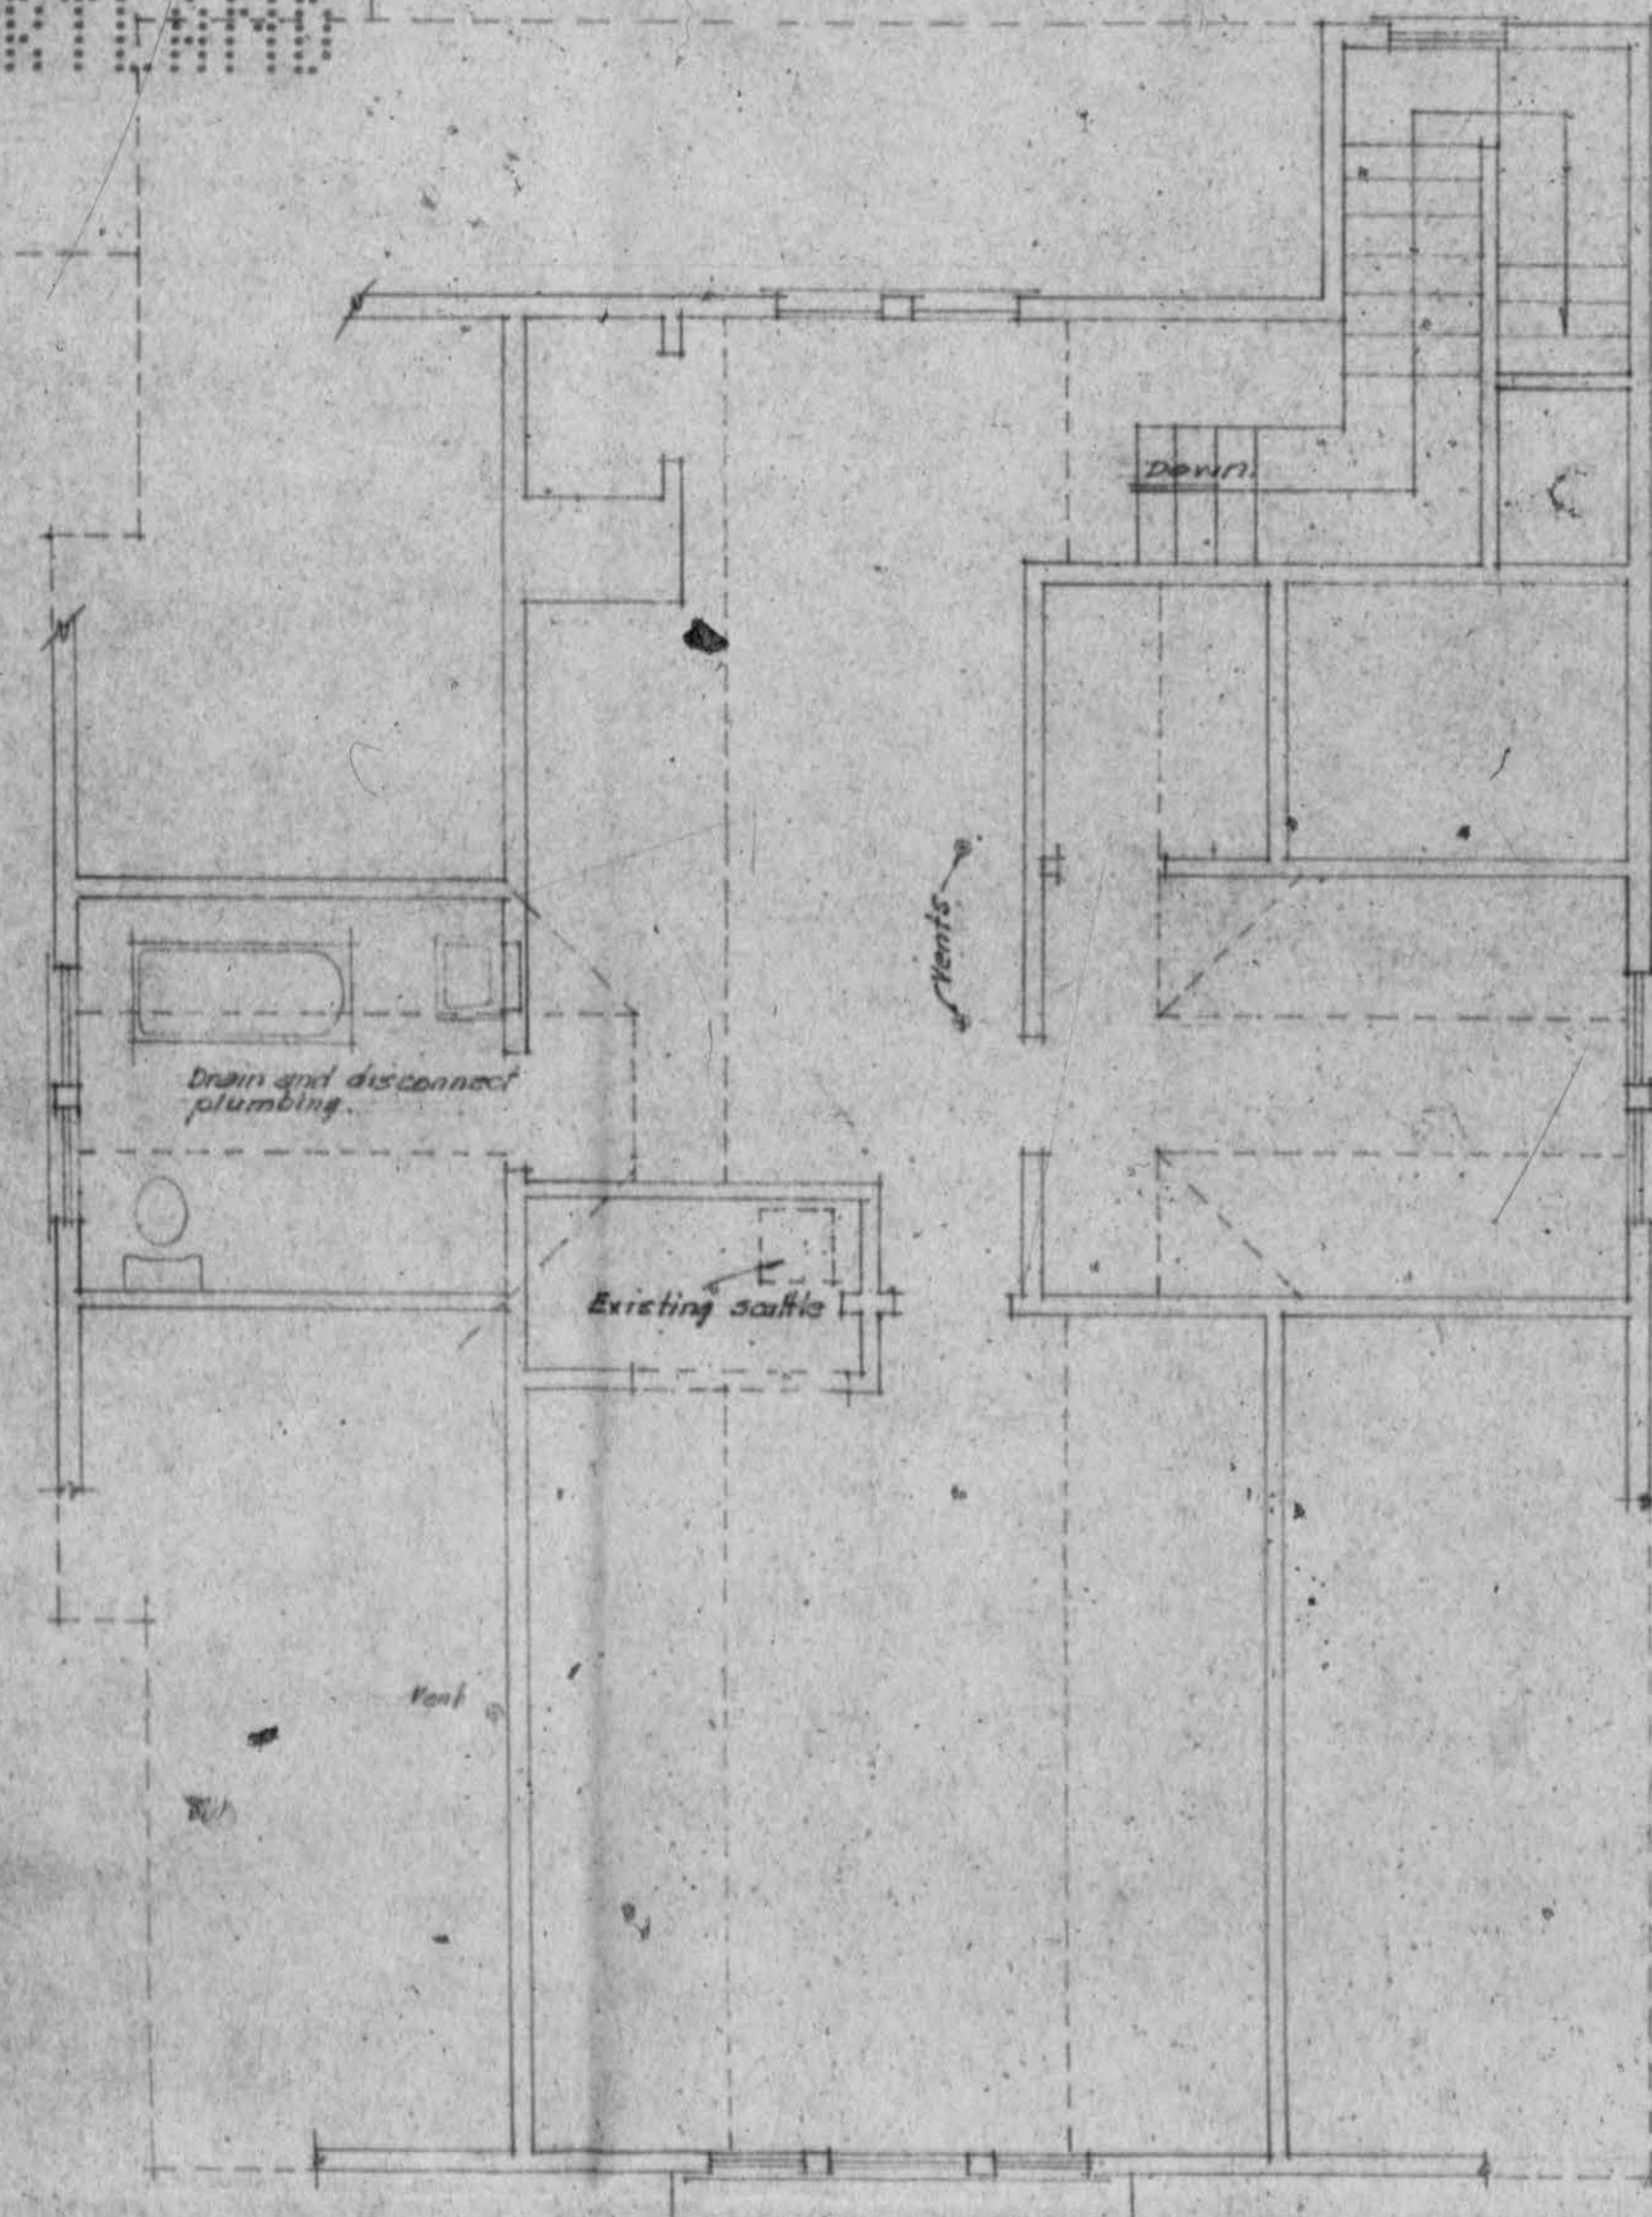 Down.
Vents
Drain and disconnect
plumbing.
Existing scuttle
Vent